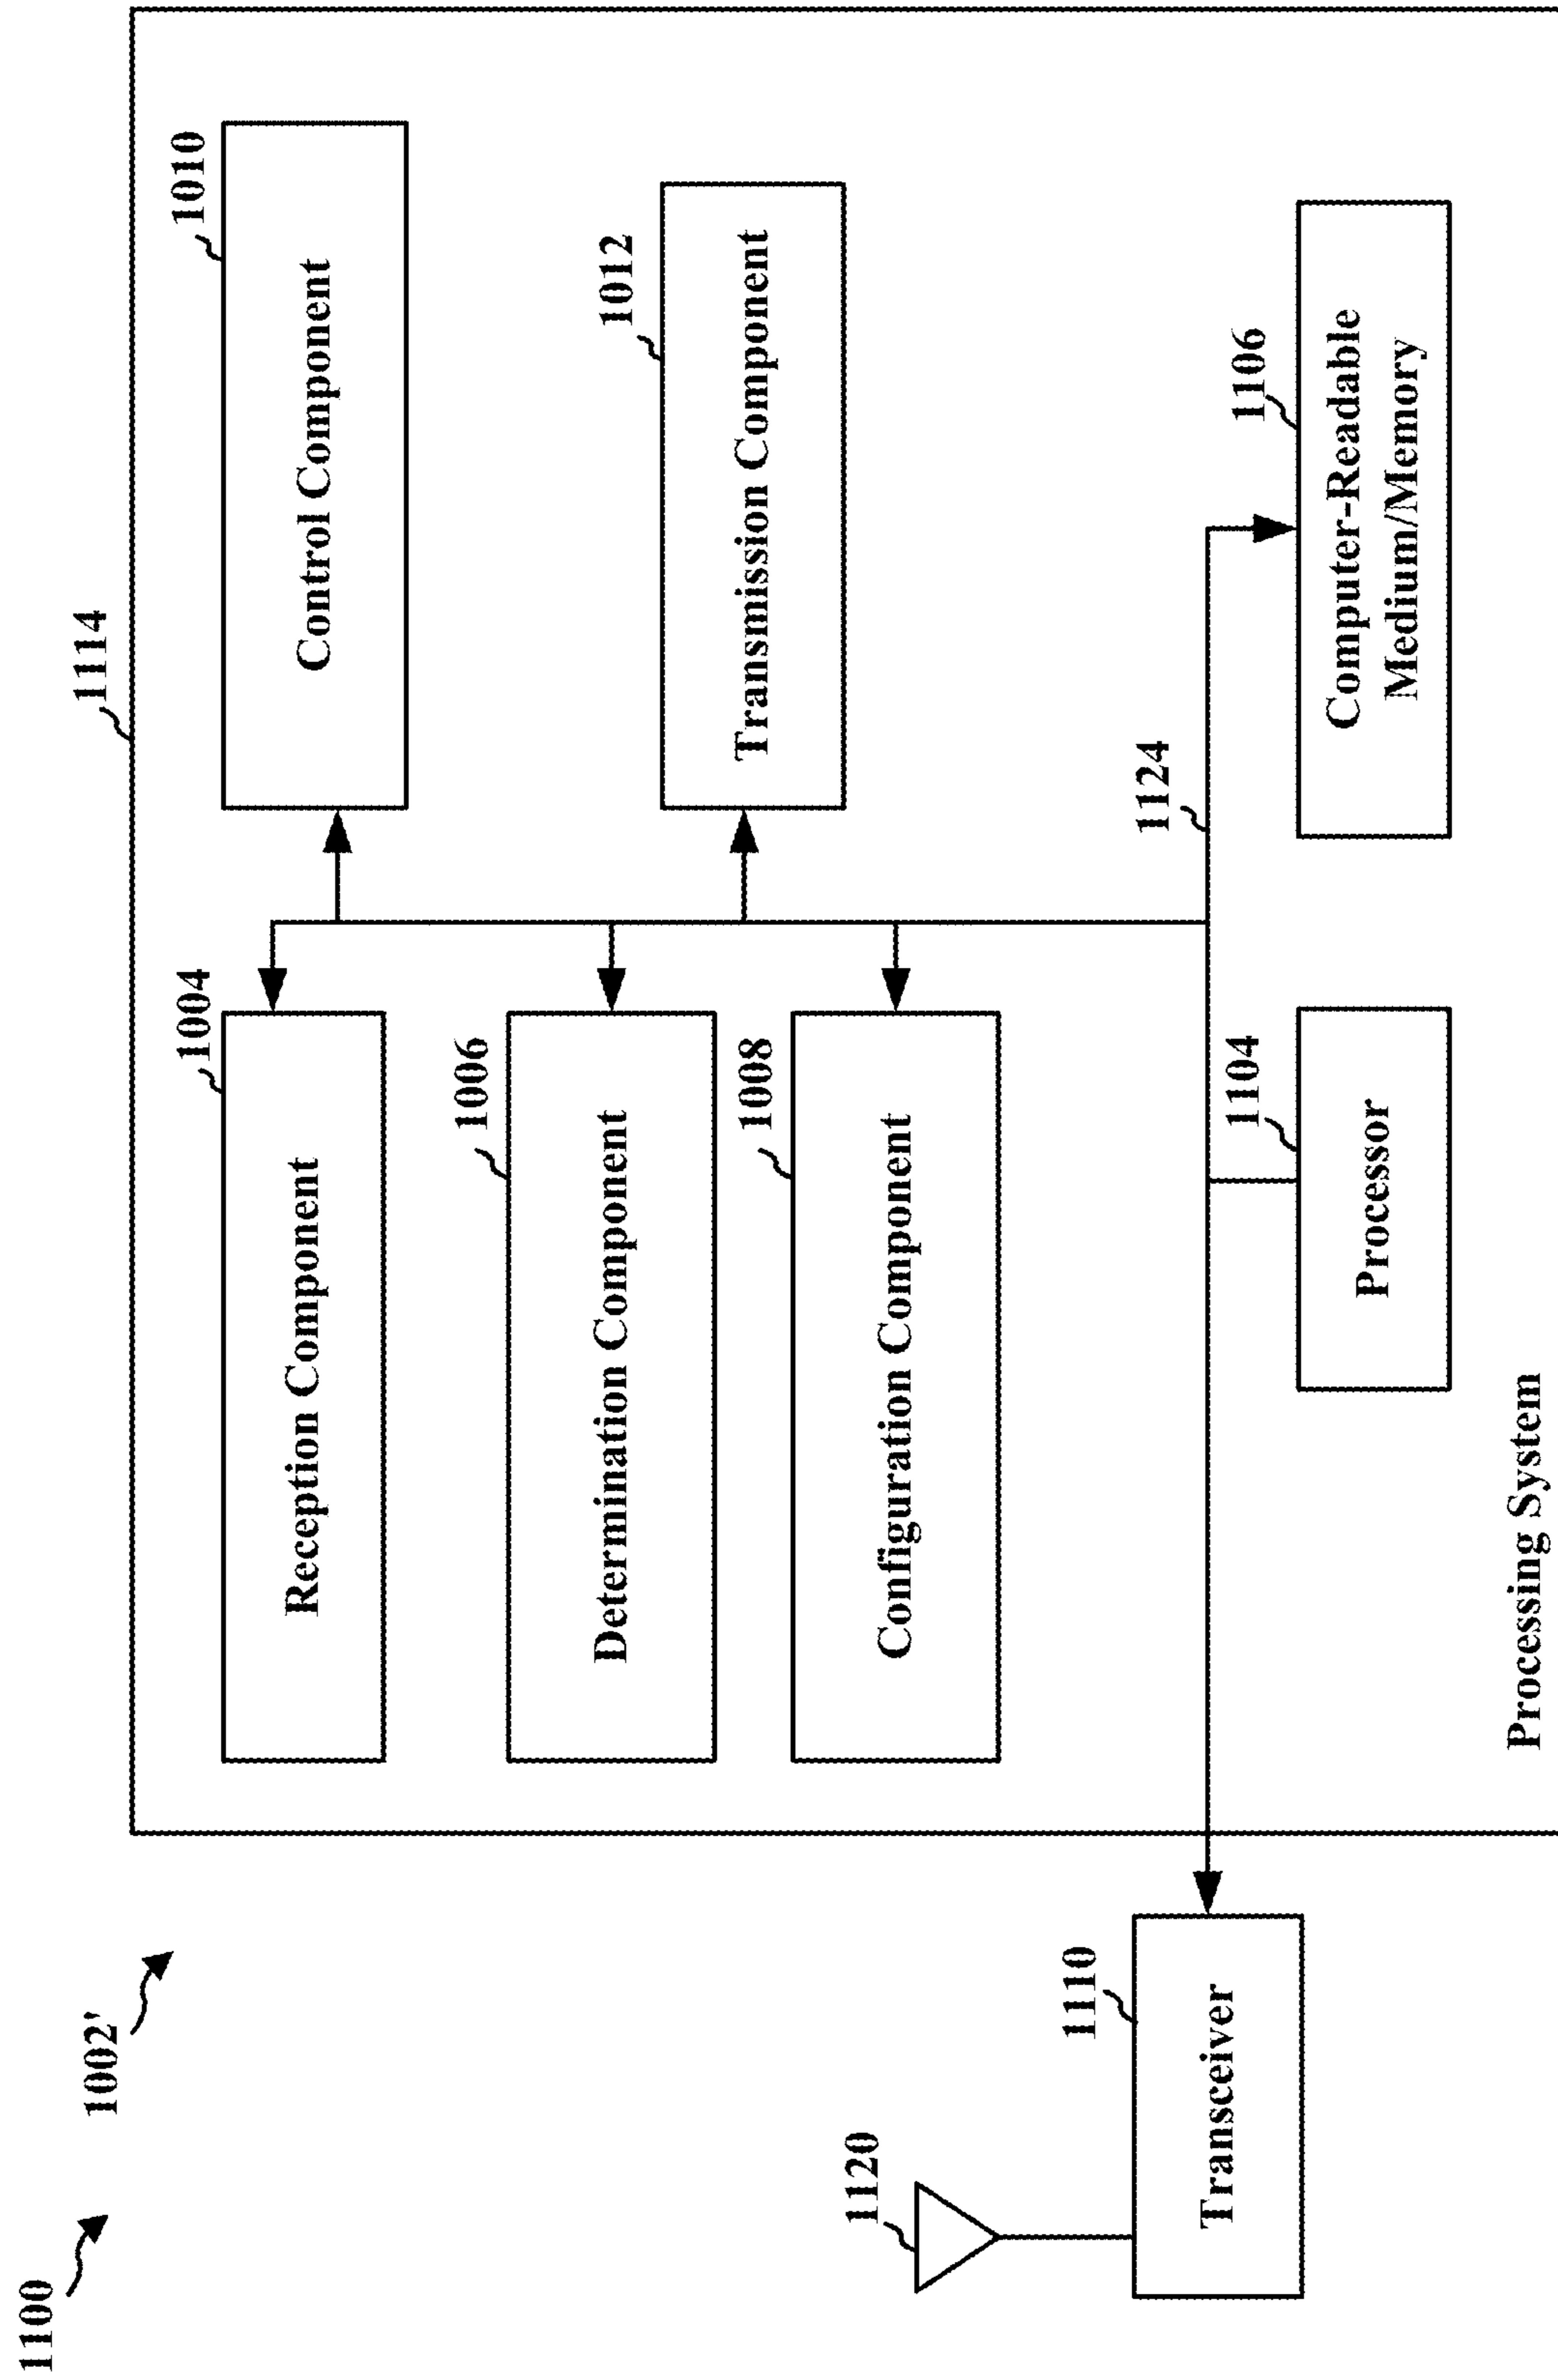 1100
1002'
1114
1004
Reception Component
1010
Control Component
1006
Determination Component
1012
Transmission Component
1008
Configuration Component
1120
1110
Transceiver
1124
1104
Processor
1106
Computer-Readable
Medium/Memory
Processing System